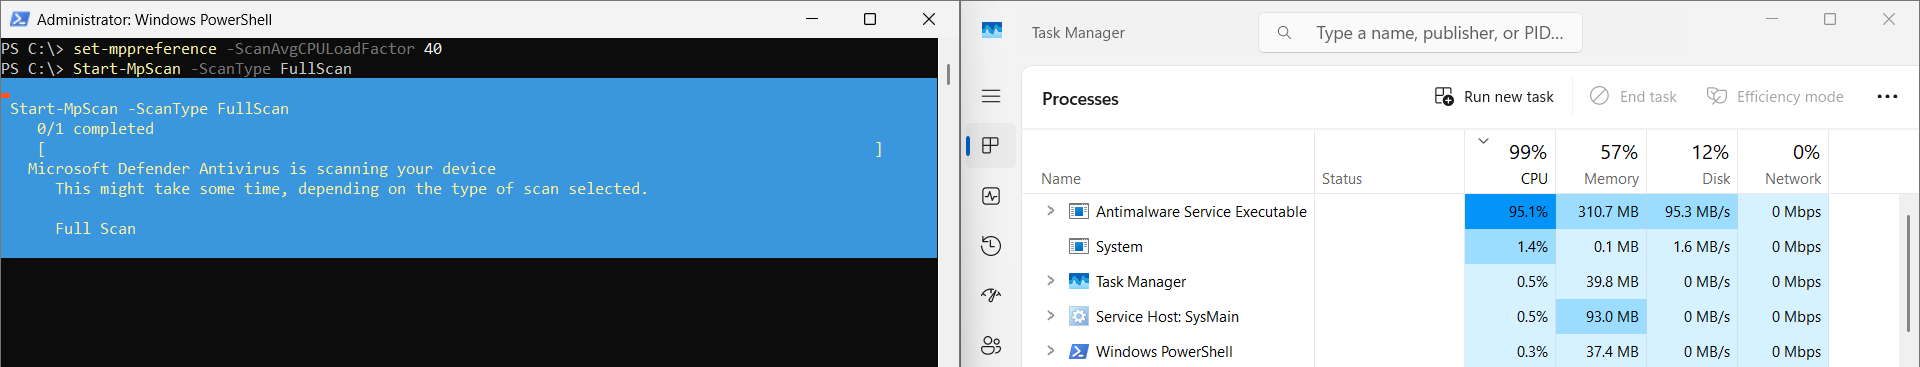 Administrator: Windows PowerShell
PS C:\> set-mppreference -ScanAvgCPULoadFactor 40
PS C:\> Start-MpScan -ScanType FullScan
Start-MpScan -ScanType FullScan
0/1 completed
[ ]
Microsoft Defender Antivirus is scanning your device
This might take some time, depending on the type of scan selected.
Full Scan
Task Manager
Type a name, publisher, or PID...
Processes
Run new task
End task
Efficiency mode
99% 57% 12% 0%
Name Status CPU Memory Disk Network
Antimalware Service Executable 95.1% 310.7 MB 95.3 MB/s 0 Mbps
System 1.4% 0.1 MB 1.6 MB/s 0 Mbps
Task Manager 0.5% 39.8 MB 0 MB/s 0 Mbps
Service Host: SysMain 0.5% 93.0 MB 0 MB/s 0 Mbps
Windows PowerShell 0.3% 37.4 MB 0 MB/s 0 Mbps